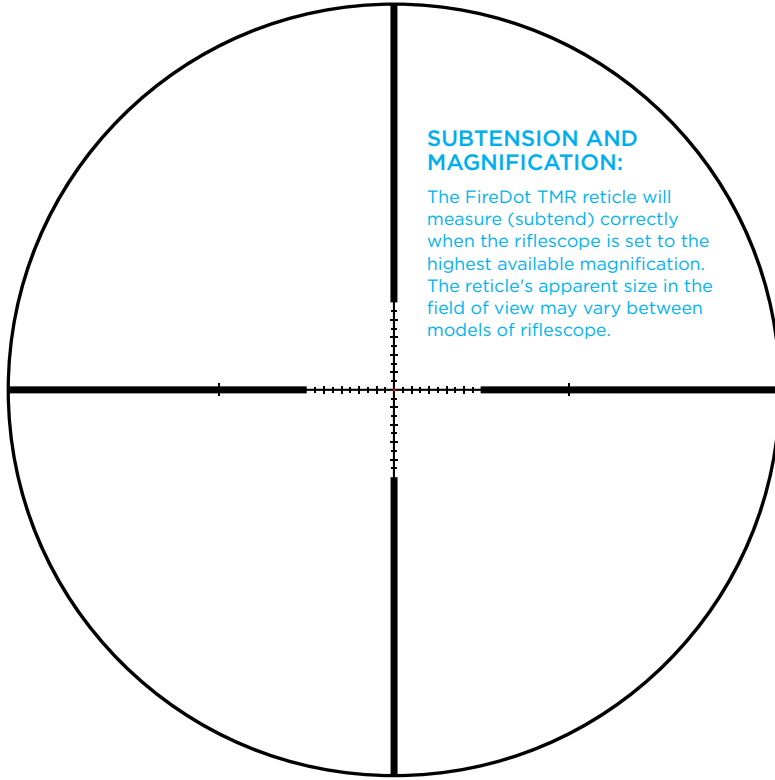 SUBTENSION AND
MAGNIFICATION:
The FireDot TMR reticle will
measure (subtend) correctly
when the riflescope is set to the
highest available magnification.
The reticle's apparent size in the
field of view may vary between
models of riflescope.